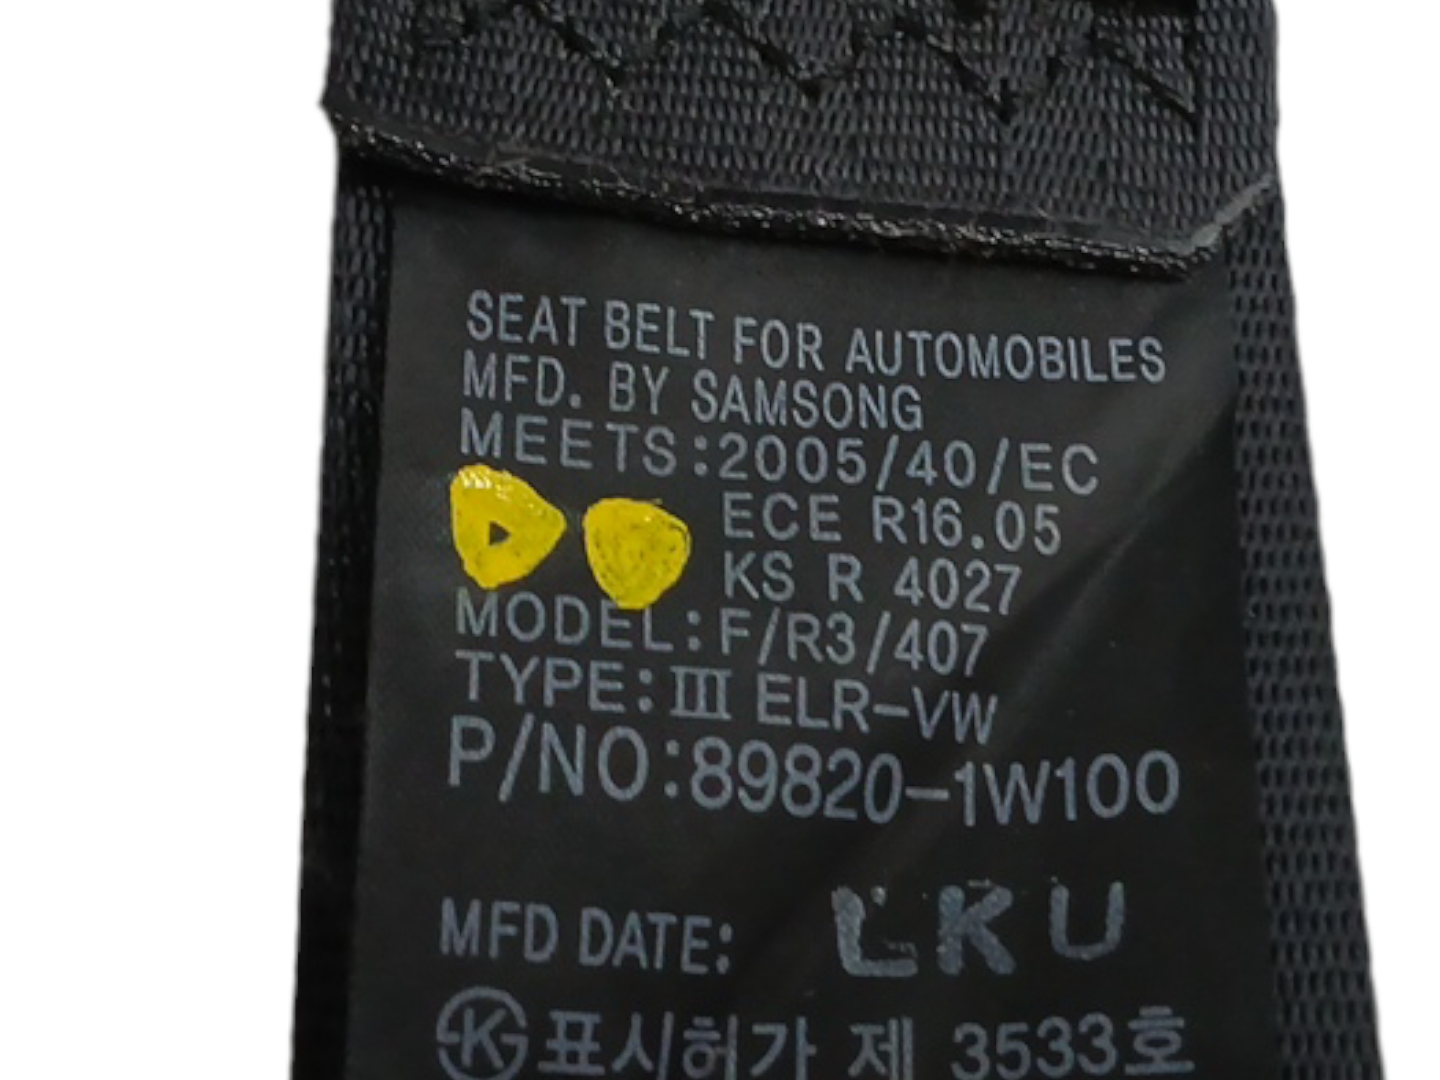 SEAT BELT FOR AUTOMOBILES
MFD. BY SAMSONG
MEETS:2005/40/EC
ECE R16.05
KS R 4027
MODEL:F/R3/407
TYPE:Ⅲ ELR-VW
P/NO:89820-1W100
MFD DATE: LKU
표시허가 제 3533호